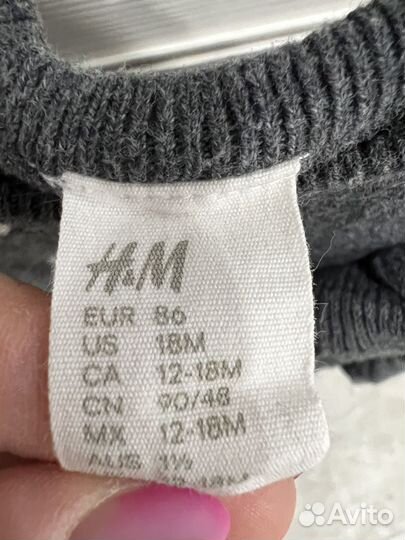 H&M
EUR 86
US 18M
CA 12-18M
CN 90/48
MX 12-18M
AUS 1½
Avito